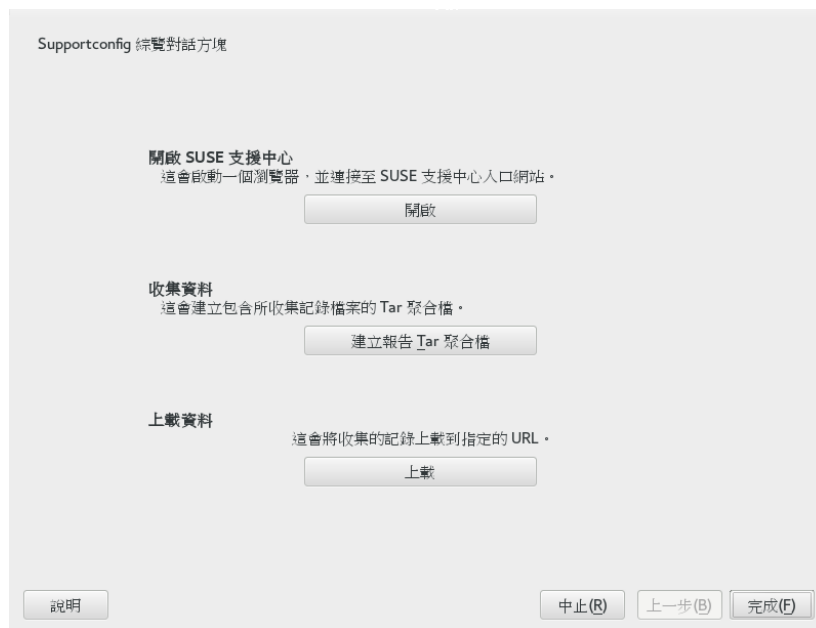 Supportconfig 綜覽對話方塊
開啟 SUSE 支援中心
這會啟動一個瀏覽器，並連接至 SUSE 支援中心入口網站。
開啟
收集資料
這會建立包含所收集記錄檔案的 Tar 聚合檔。
建立報告 Tar 聚合檔
上載資料
這會將收集的記錄上載到指定的 URL。
上載
說明
中止(R)
上一步(B)
完成(F)